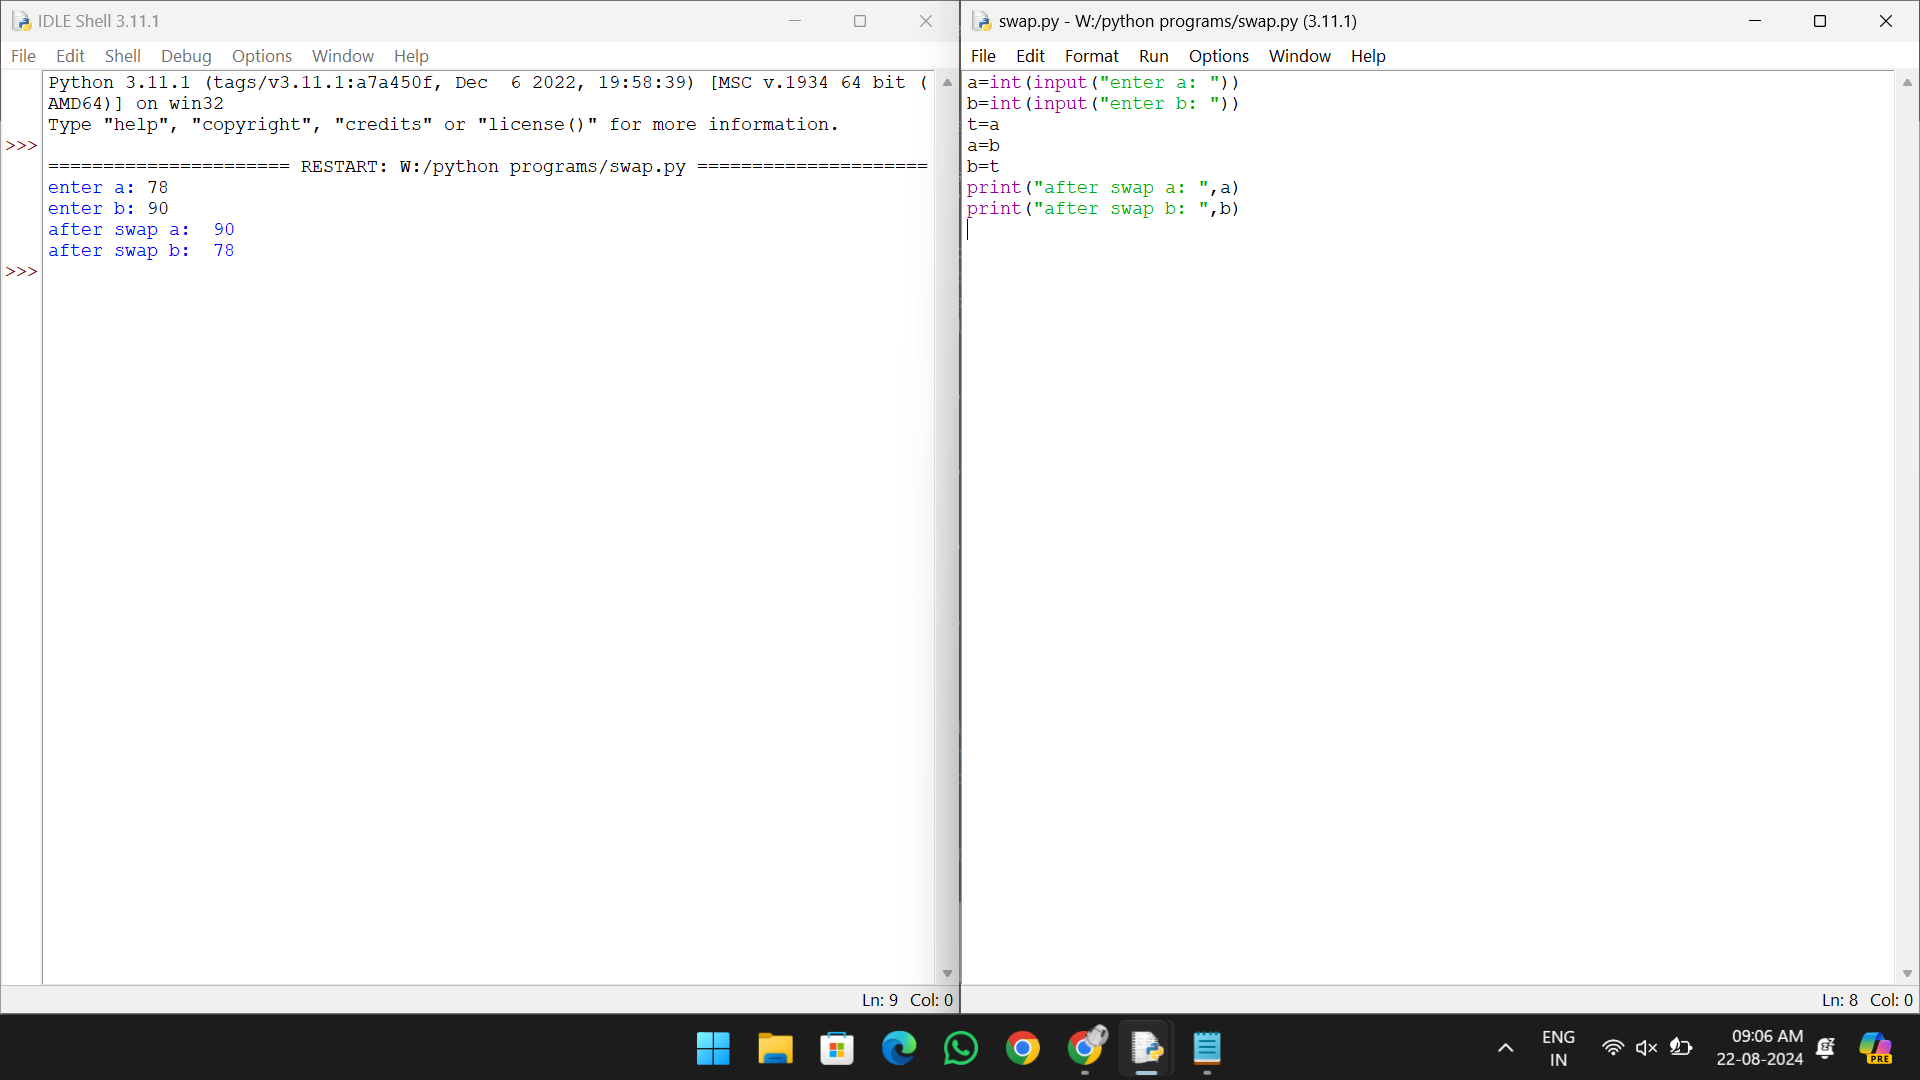 IDLE Shell 3.11.1
File Edit Shell Debug Options Window Help
Python 3.11.1 (tags/v3.11.1:a7a450f, Dec  6 2022, 19:58:39) [MSC v.1934 64 bit (
AMD64)] on win32
Type "help", "copyright", "credits" or "license()" for more information.
>>>
====================== RESTART: W:/python programs/swap.py =====================
enter a: 78
enter b: 90
after swap a:  90
after swap b:  78
>>>
Ln: 9 Col: 0
swap.py - W:/python programs/swap.py (3.11.1)
File Edit Format Run Options Window Help
a=int(input("enter a: "))
b=int(input("enter b: "))
t=a
a=b
b=t
print("after swap a: ",a)
print("after swap b: ",b)
Ln: 8 Col: 0
ENG
IN
09:06 AM
22-08-2024
PRE